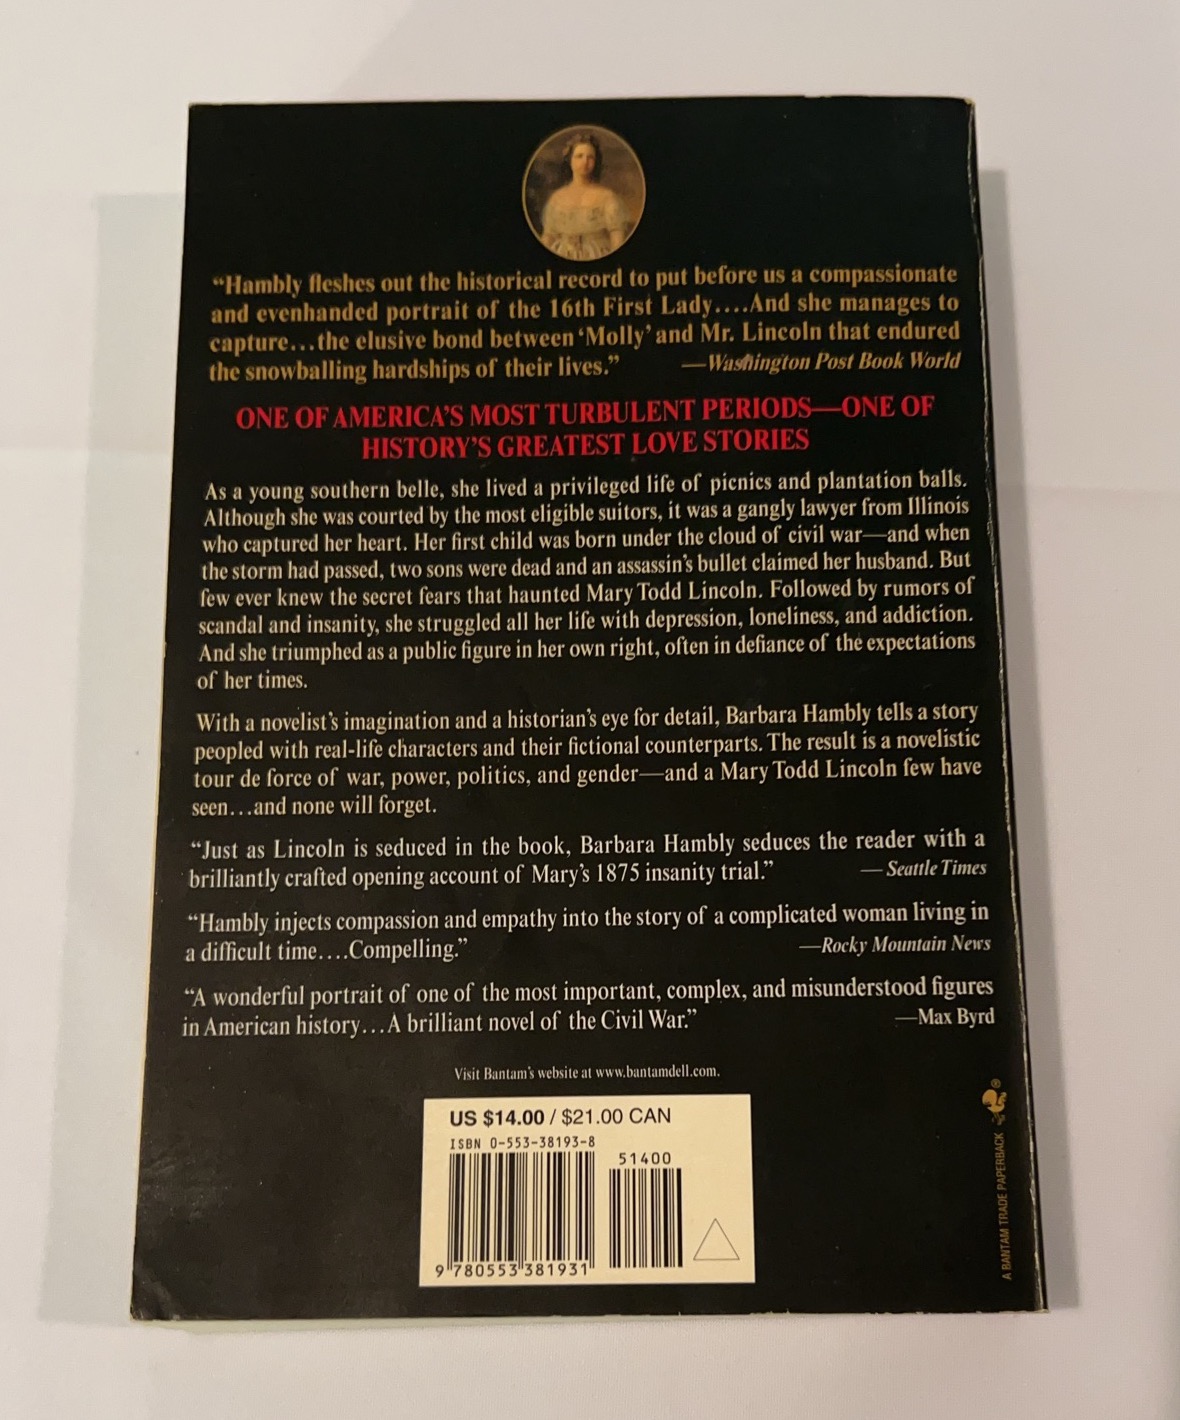 “Hambly fleshes out the historical record to put before us a compassionate
and evenhanded portrait of the 16th First Lady....And she manages to
capture...the elusive bond between ‘Molly’ and Mr. Lincoln that endured
the snowballing hardships of their lives.” —Washington Post Book World
ONE OF AMERICA’S MOST TURBULENT PERIODS—ONE OF
HISTORY’S GREATEST LOVE STORIES
As a young southern belle, she lived a privileged life of picnics and plantation balls.
Although she was courted by the most eligible suitors, it was a gangly lawyer from Illinois
who captured her heart. Her first child was born under the cloud of civil war—and when
the storm had passed, two sons were dead and an assassin’s bullet claimed her husband. But
few ever knew the secret fears that haunted Mary Todd Lincoln. Followed by rumors of
scandal and insanity, she struggled all her life with depression, loneliness, and addiction.
And she triumphed as a public figure in her own right, often in defiance of the expectations
of her times.
With a novelist’s imagination and a historian’s eye for detail, Barbara Hambly tells a story
peopled with real-life characters and their fictional counterparts. The result is a novelistic
tour de force of war, power, politics, and gender—and a Mary Todd Lincoln few have
seen...and none will forget.
“Just as Lincoln is seduced in the book, Barbara Hambly seduces the reader with a
brilliantly crafted opening account of Mary’s 1875 insanity trial.” —Seattle Times
“Hambly injects compassion and empathy into the story of a complicated woman living in
a difficult time....Compelling.” —Rocky Mountain News
“A wonderful portrait of one of the most important, complex, and misunderstood figures
in American history...A brilliant novel of the Civil War.” —Max Byrd
Visit Bantam’s website at www.bantamdell.com.
US $14.00 / $21.00 CAN
ISBN 0-553-38193-8
51400
9 780553 381931
A BANTAM TRADE PAPERBACK ®